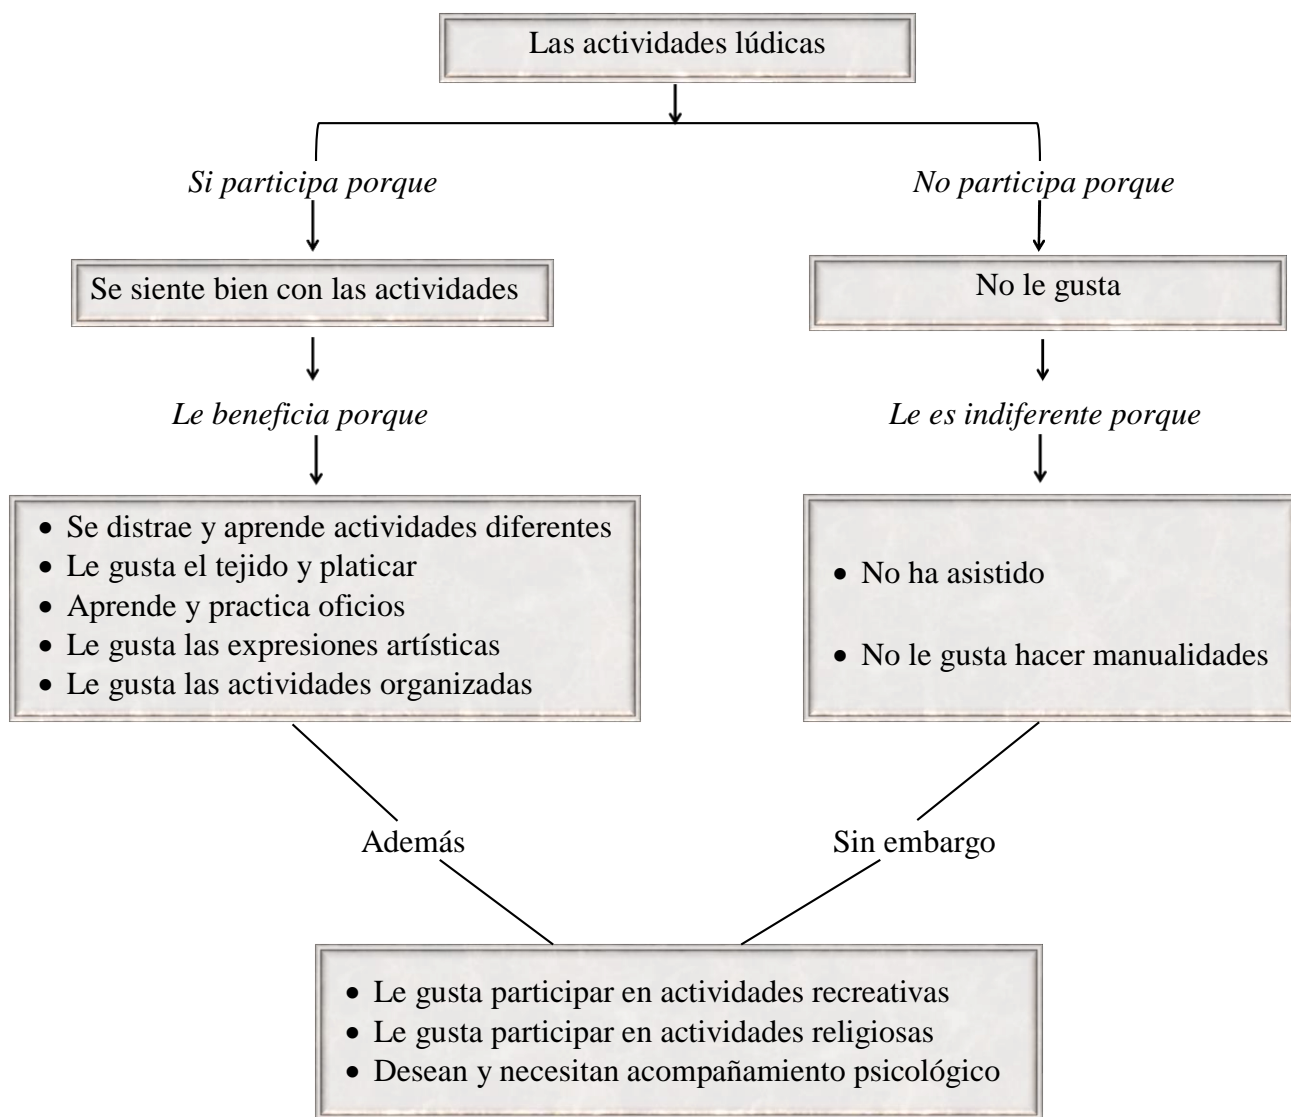 Las actividades lúdicas
Si participa porque
No participa porque
Se siente bien con las actividades
No le gusta
Le beneficia porque
Le es indiferente porque
• Se distrae y aprende actividades diferentes
• Le gusta el tejido y platicar
• Aprende y practica oficios
• Le gusta las expresiones artísticas
• Le gusta las actividades organizadas
• No ha asistido
• No le gusta hacer manualidades
Además
Sin embargo
• Le gusta participar en actividades recreativas
• Le gusta participar en actividades religiosas
• Desean y necesitan acompañamiento psicológico